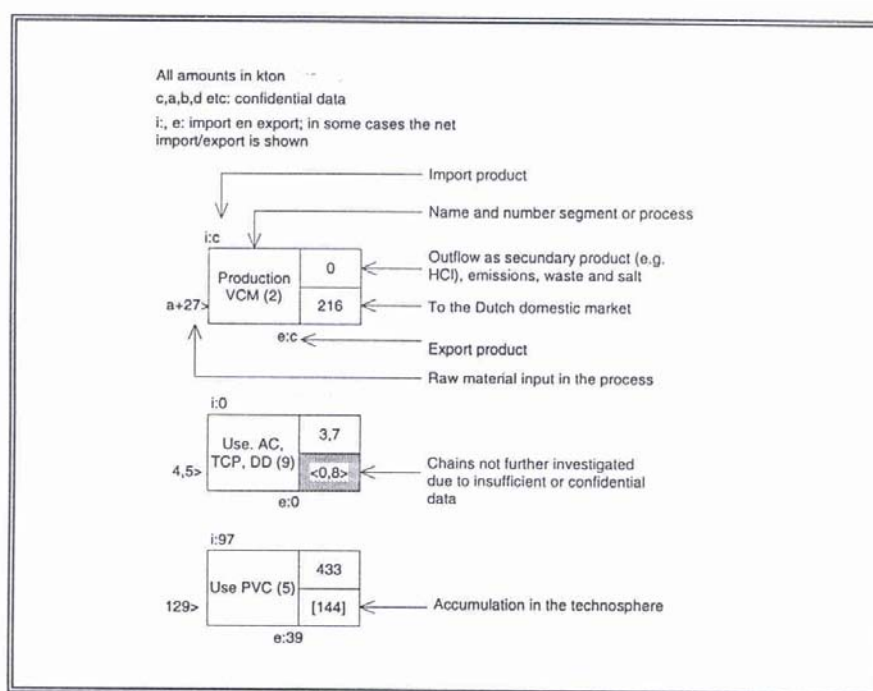 All amounts in kton
c,a,b,d etc: confidential data
i:, e: import en export; in some cases the net
import/export is shown
Import product
Name and number segment or process
i:c
Production
VCM (2)
0
Outflow as secundary product (e.g.
HCl), emissions, waste and salt
a+27>
216
To the Dutch domestic market
e:c
Export product
Raw material input in the process
i:0
Use. AC,
TCP, DD (9)
3,7
4,5>
<0,8>
Chains not further investigated
due to insufficient or confidential
data
e:0
i:97
Use PVC (5)
433
129>
[144]
Accumulation in the technosphere
e:39